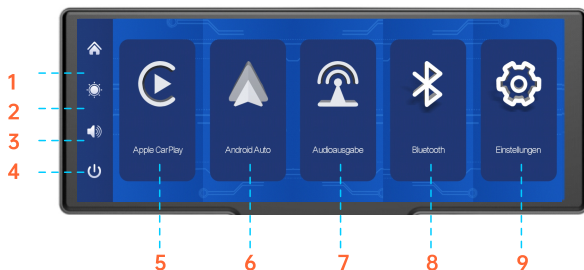 1
2
3
4
Apple CarPlay
Android Auto
Audioausgabe
Bluetooth
Einstellungen
5
6
7
8
9